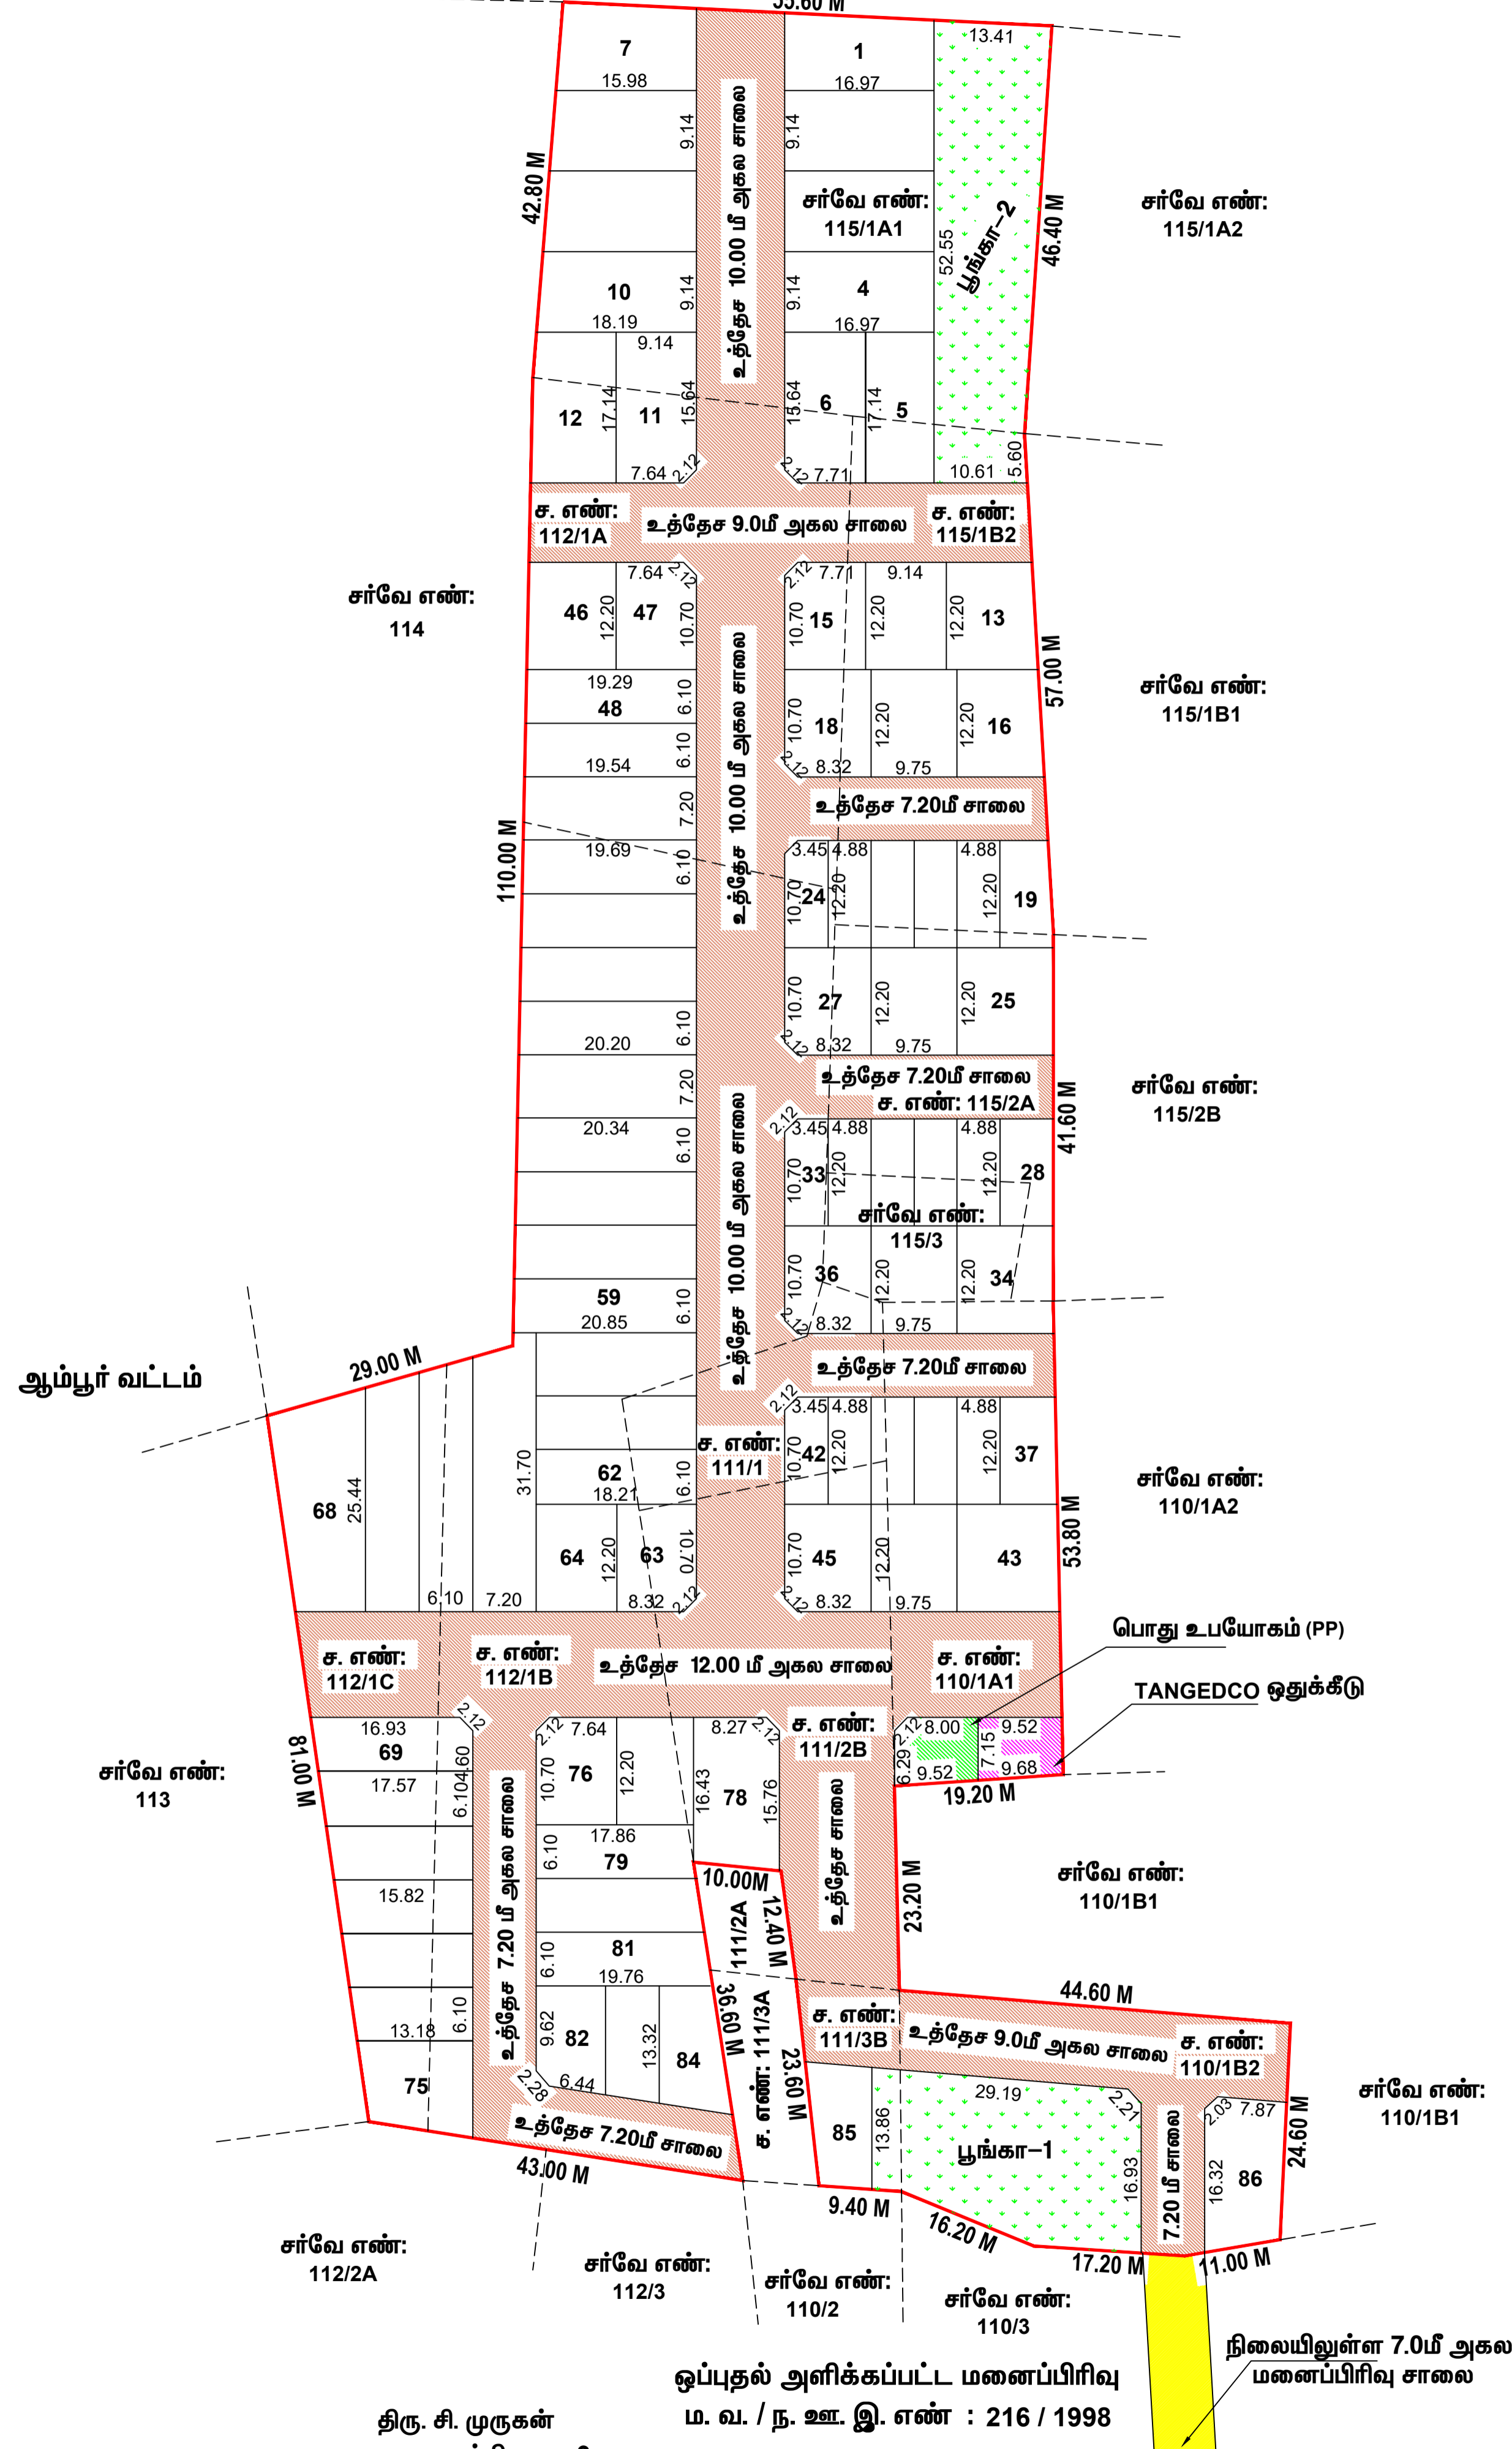 55.60 M
7
15.98
1
16.97
13.41
9.14
9.14
42.80 M
உத்தேச 10.00 மீ அகல சாலை
சர்வே எண்:
115/1A1
52.55
பூங்கா-2
46.40 M
சர்வே எண்:
115/1A2
10
18.19
9.14
9.14
4
16.97
9.14
12
17.14
11
15.64
15.64
6
17.14
5
7.64
2.12
2.12
7.71
10.61
5.60
ச. எண்:
112/1A
உத்தேச 9.0மீ அகல சாலை
ச. எண்:
115/1B2
7.64
2.12
2.12
7.71
9.14
சர்வே எண்:
114
46
12.20
47
10.70
10.70
15
12.20
12.20
13
57.00 M
19.29
48
6.10
உத்தேச 10.00 மீ அகல சாலை
10.70
18
12.20
12.20
16
சர்வே எண்:
115/1B1
6.10
19.54
2.12
8.32
9.75
7.20
உத்தேச 7.20மீ சாலை
110.00 M
19.69
6.10
3.45
4.88
4.88
10.70
24
12.20
12.20
19
10.70
27
12.20
12.20
25
6.10
20.20
2.12
8.32
9.75
7.20
உத்தேச 7.20மீ சாலை
ச. எண்: 115/2A
41.60 M
சர்வே எண்:
115/2B
20.34
6.10
உத்தேச 10.00 மீ அகல சாலை
2.12
3.45
4.88
4.88
10.70
33
12.20
12.20
28
சர்வே எண்:
115/3
10.70
36
12.20
12.20
34
59
6.10
20.85
2.12
8.32
9.75
ஆம்பூர் வட்டம்
29.00 M
உத்தேச 7.20மீ சாலை
2.12
3.45
4.88
4.88
ச. எண்:
111/1
10.70
42
12.20
12.20
37
31.70
62
6.10
18.21
68
25.44
சர்வே எண்:
110/1A2
53.80 M
64
12.20
63
10.70
10.70
45
12.20
43
6.10
7.20
8.32
2.12
2.12
8.32
9.75
பொது உபயோகம் (PP)
ச. எண்:
112/1C
ச. எண்:
112/1B
உத்தேச 12.00 மீ அகல சாலை
ச. எண்:
110/1A1
TANGEDCO ஒதுக்கீடு
16.93
2.12
2.12
7.64
8.27
2.12
ச. எண்:
111/2B
2.12
8.00
9.52
69
4.60
10.70
76
12.20
16.43
78
15.76
6.29
7.15
9.52
9.68
81.00 M
17.57
6.10
19.20 M
சர்வே எண்:
113
உத்தேச 7.20 மீ அகல சாலை
17.86
6.10
79
உத்தேச சாலை
10.00M
23.20 M
சர்வே எண்:
110/1B1
15.82
111/2A
12.40 M
6.10
81
19.76
44.60 M
36.60 M
6.10
13.18
9.62
82
13.32
84
ச. எண்: 111/3A
23.60 M
ச. எண்:
111/3B
உத்தேச 9.0மீ அகல சாலை
ச. எண்:
110/1B2
75
2.28
6.44
29.19
2.21
2.03
7.87
சர்வே எண்:
110/1B1
உத்தேச 7.20மீ சாலை
85
13.86
பூங்கா-1
16.93
7.20 மீ சாலை
16.32
86
24.60 M
43.00 M
9.40 M
16.20 M
17.20 M
11.00 M
சர்வே எண்:
112/2A
சர்வே எண்:
112/3
சர்வே எண்:
110/2
சர்வே எண்:
110/3
நிலையிலுள்ள 7.0மீ அகல
மனைப்பிரிவு சாலை
ஒப்புதல் அளிக்கப்பட்ட மனைப்பிரிவு
ம. வ. / ந. ஊ. இ. எண் : 216 / 1998
திரு. சி. முருகன்